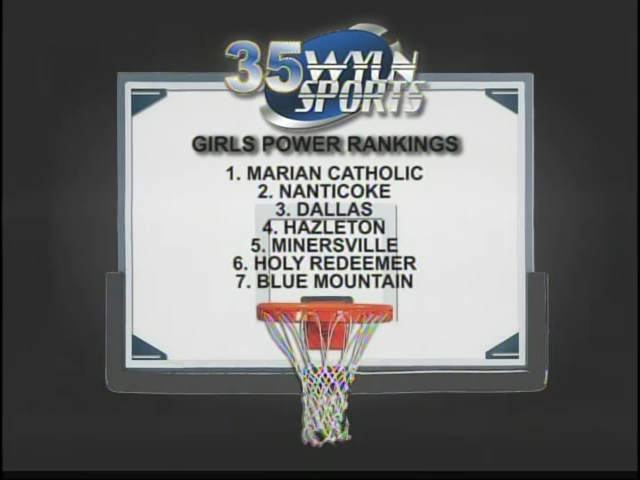 35 WYLN
SPORTS
GIRLS POWER RANKINGS
1. MARIAN CATHOLIC
2. NANTICOKE
3. DALLAS
4. HAZLETON
5. MINERSVILLE
6. HOLY REDEEMER
7. BLUE MOUNTAIN